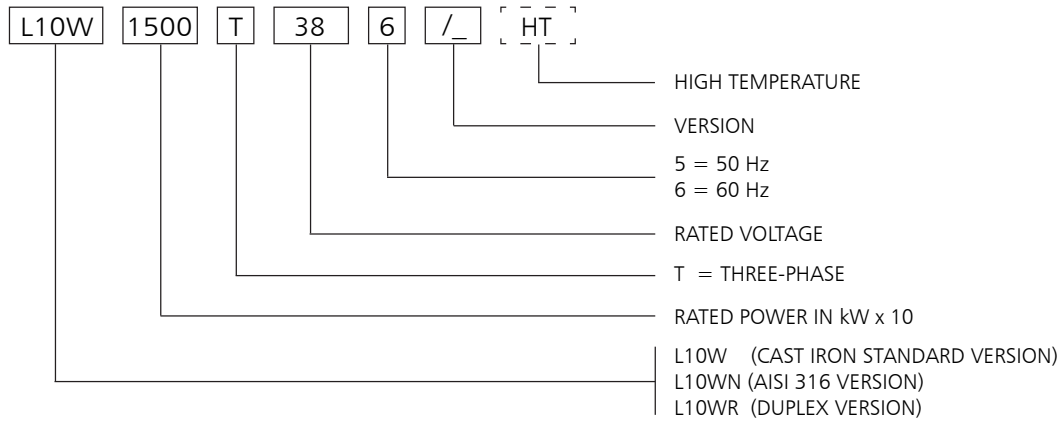 L10W 1500 T 38 6 /_ HT
HIGH TEMPERATURE
VERSION
5 = 50 Hz
6 = 60 Hz
RATED VOLTAGE
T = THREE-PHASE
RATED POWER IN kW x 10
L10W (CAST IRON STANDARD VERSION)
L10WN (AISI 316 VERSION)
L10WR (DUPLEX VERSION)